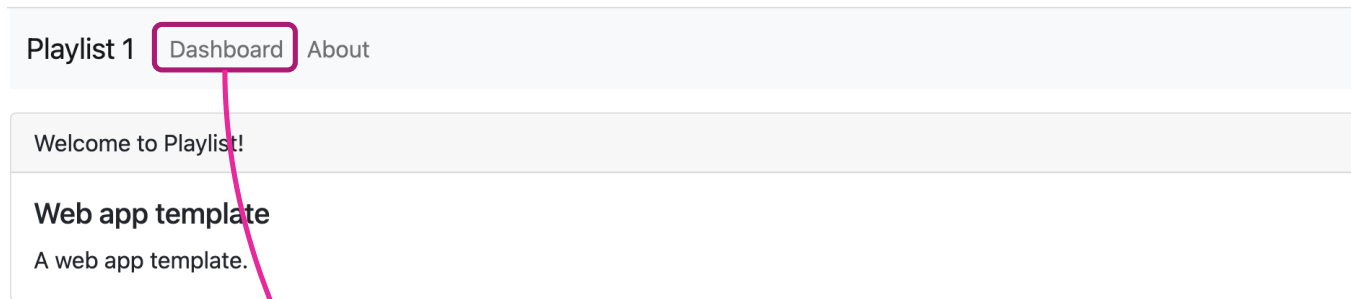 Playlist 1 Dashboard About
Welcome to Playlist!
Web app template
A web app template.